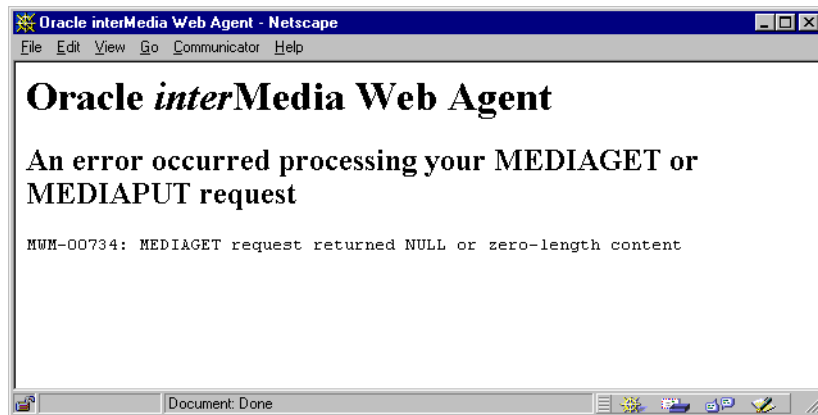 Oracle interMedia Web Agent - Netscape
File Edit View Go Communicator Help
Oracle interMedia Web Agent
An error occurred processing your MEDIAGET or
MEDIAPUT request
MWM-00734: MEDIAGET request returned NULL or zero-length content
Document: Done